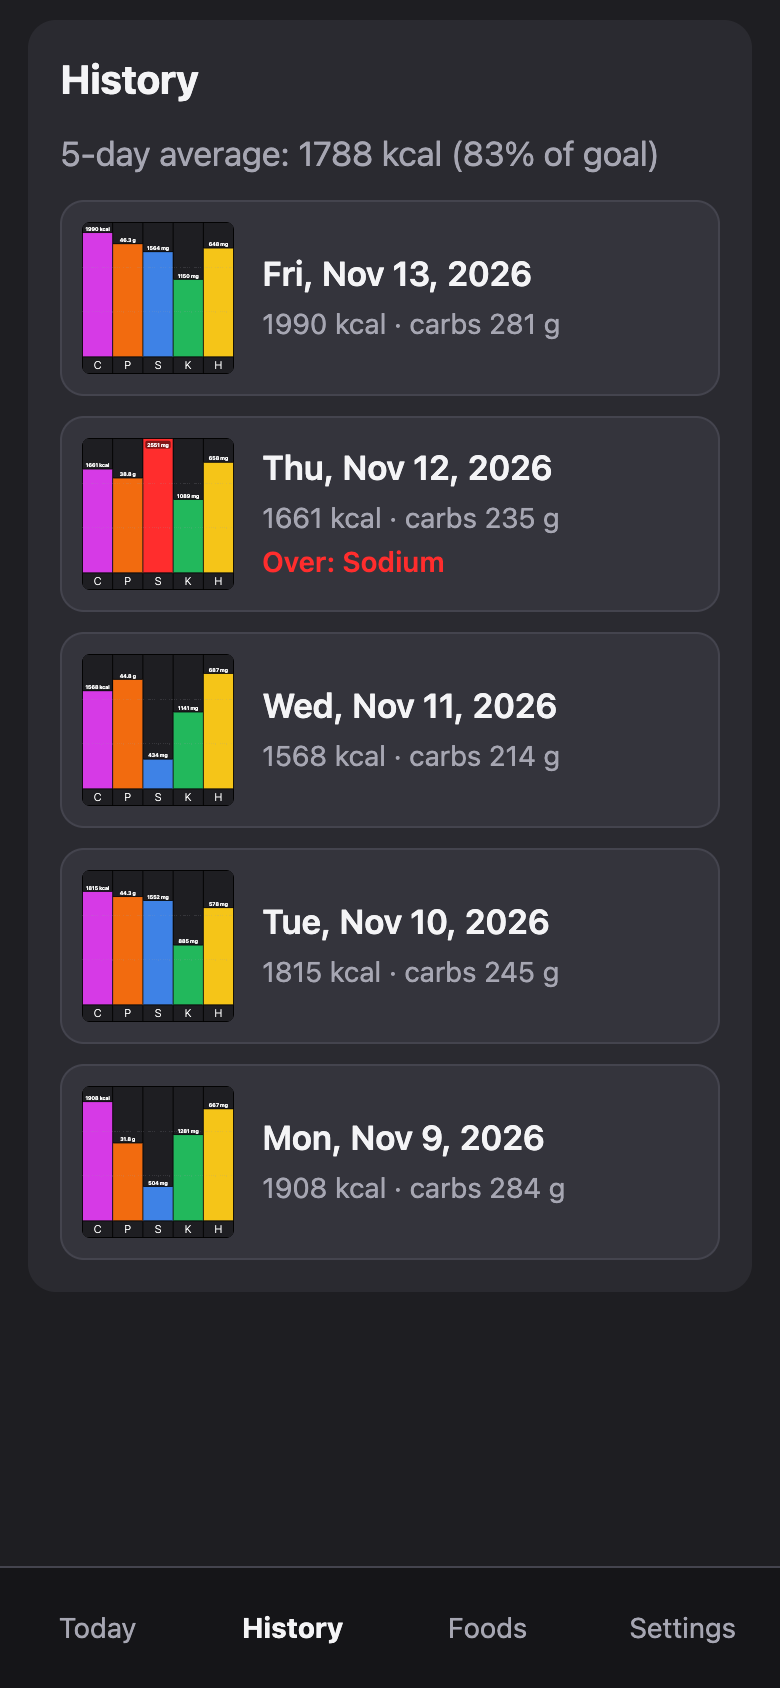 History
5-day average: 1788 kcal (83% of goal)
1990 kcal
46.3 g
1564 mg
1150 mg
648 mg
C P S K H
Fri, Nov 13, 2026
1990 kcal · carbs 281 g
1661 kcal
38.8 g
2551 mg
1089 mg
658 mg
C P S K H
Thu, Nov 12, 2026
1661 kcal · carbs 235 g
Over: Sodium
1568 kcal
44.8 g
434 mg
1141 mg
687 mg
C P S K H
Wed, Nov 11, 2026
1568 kcal · carbs 214 g
1815 kcal
44.3 g
1552 mg
885 mg
578 mg
C P S K H
Tue, Nov 10, 2026
1815 kcal · carbs 245 g
1908 kcal
31.8 g
504 mg
1281 mg
667 mg
C P S K H
Mon, Nov 9, 2026
1908 kcal · carbs 284 g
Today History Foods Settings